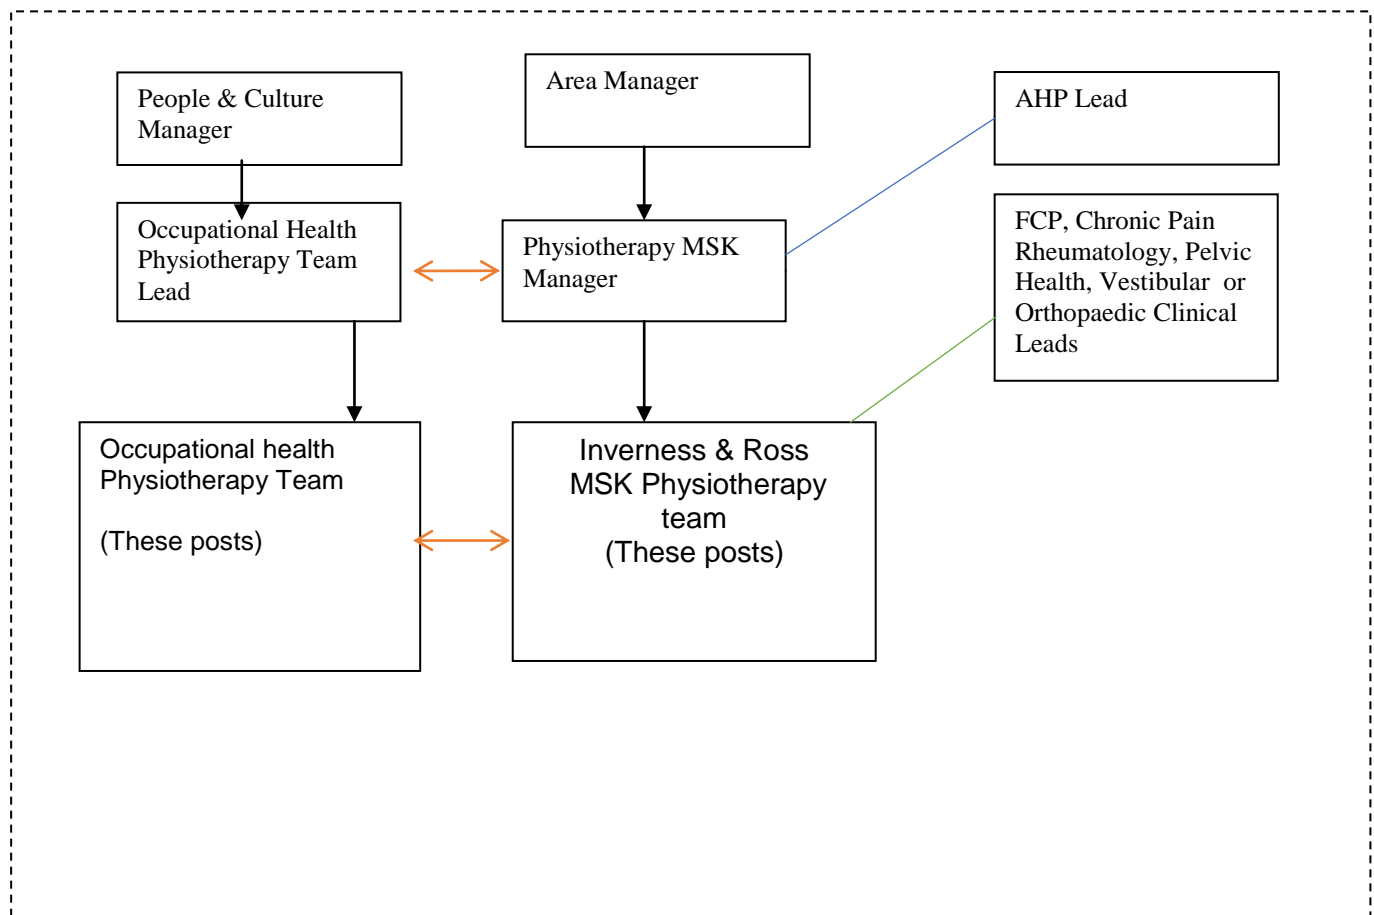 People & Culture
Manager
Area Manager
AHP Lead
Occupational Health
Physiotherapy Team
Lead
Physiotherapy MSK
Manager
FCP, Chronic Pain
Rheumatology, Pelvic
Health, Vestibular or
Orthopaedic Clinical
Leads
Occupational health
Physiotherapy Team
(These posts)
Inverness & Ross
MSK Physiotherapy
team
(These posts)